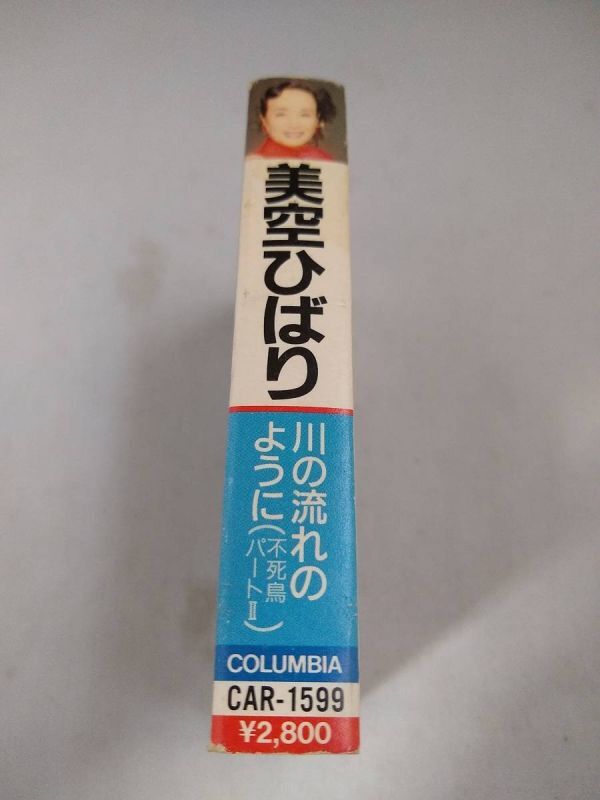 美空ひばり
川の流れの
ように(不死鳥
パートⅡ)
COLUMBIA
CAR-1599
¥2,800